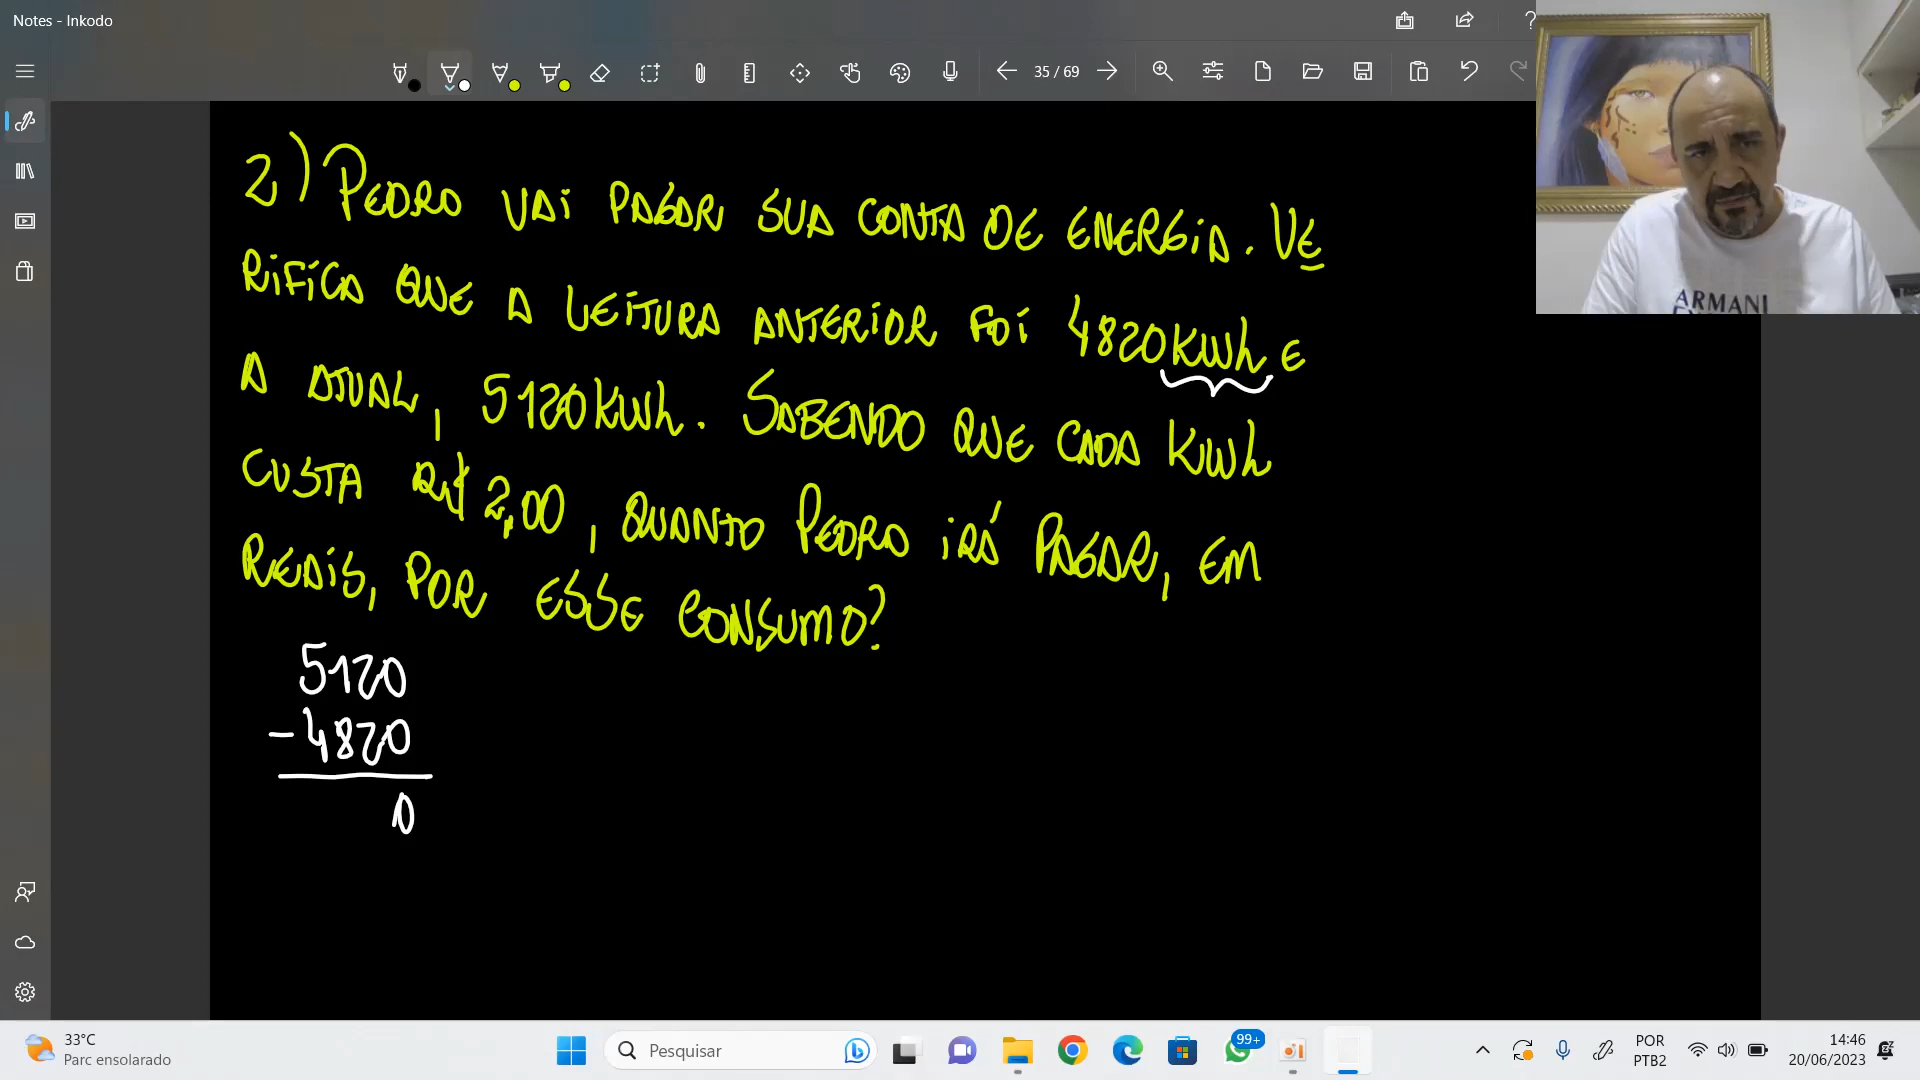 Notes - Inkodo
35 / 69
2) PEDRO VAI PAGAR SUA CONTA DE ENERGIA. VE
RIFICA QUE A LEITURA ANTERIOR FOI 4820KWh E
A ATUAL, 5120KWh. SABENDO QUE CADA KWh
CUSTA R$ 2,00, QUANTO PEDRO IRÁ PAGAR, EM
REAIS, POR ESSE CONSUMO?
5120
- 4820
0
ARMANI
33°C
Parc ensolarado
Pesquisar
99+
POR
PTB2
14:46
20/06/2023